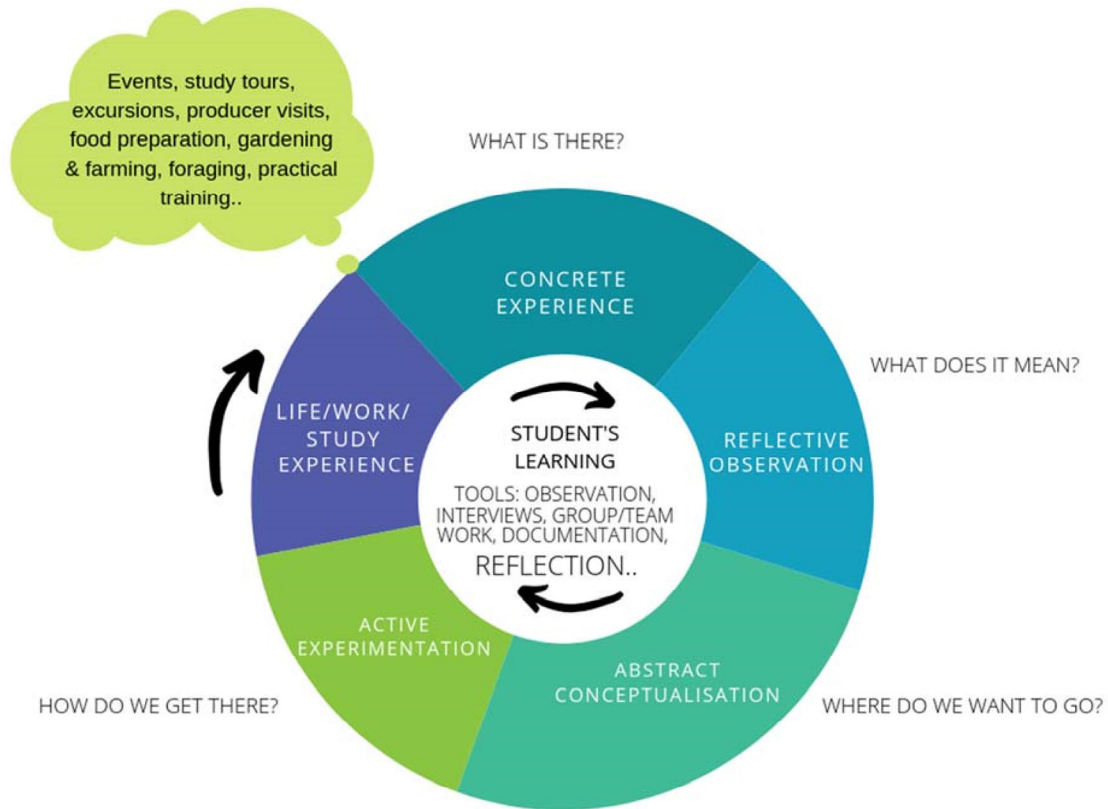 Events, study tours,
excursions, producer visits,
food preparation, gardening
& farming, foraging, practical
training..
WHAT IS THERE?
CONCRETE
EXPERIENCE
WHAT DOES IT MEAN?
REFLECTIVE
OBSERVATION
LIFE/WORK/
STUDY
EXPERIENCE
STUDENT'S
LEARNING
TOOLS: OBSERVATION,
INTERVIEWS, GROUP/TEAM
WORK, DOCUMENTATION,
REFLECTION..
ACTIVE
EXPERIMENTATION
ABSTRACT
CONCEPTUALISATION
HOW DO WE GET THERE?
WHERE DO WE WANT TO GO?